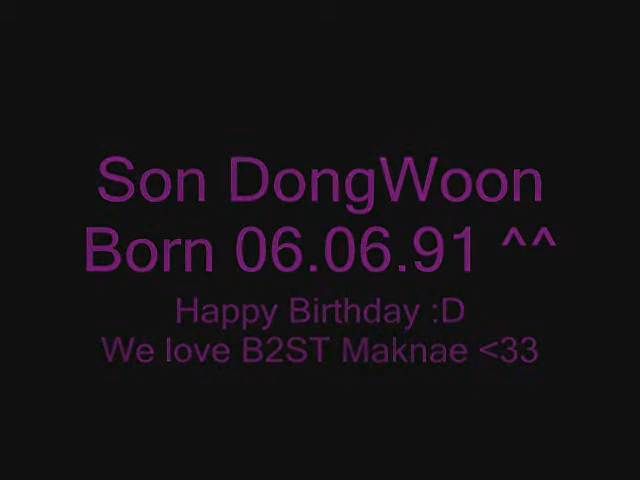 Son DongWoon
Born 06.06.91 ^^
Happy Birthday :D
We love B2ST Maknae <33